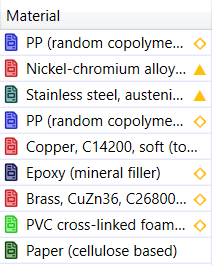 Material
PP (random copolyme...
Nickel-chromium alloy...
Stainless steel, austeni...
PP (random copolyme...
Copper, C14200, soft (to...
Epoxy (mineral filler)
Brass, CuZn36, C26800...
PVC cross-linked foam...
Paper (cellulose based)